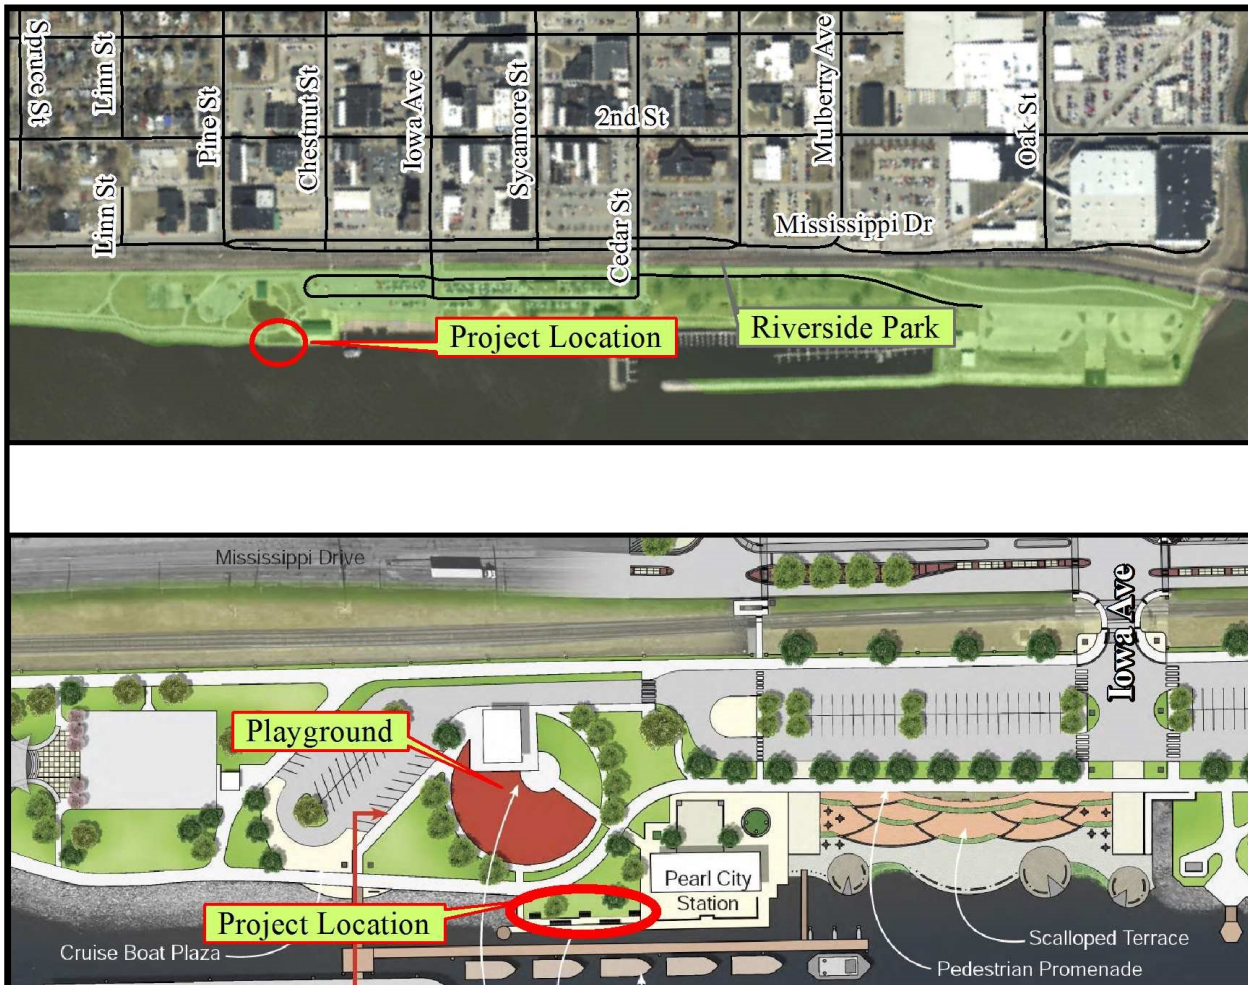 Spruce St
Linn St
Pine St
Chestnut St
Iowa Ave
Sycamore St
2nd St
Mulberry Ave
Oak St
Linn St
Cedar St
Mississippi Dr
Project Location
Riverside Park
Mississippi Drive
Iowa Ave
Playground
Pearl City
Station
Project Location
Cruise Boat Plaza
Scalloped Terrace
Pedestrian Promenade